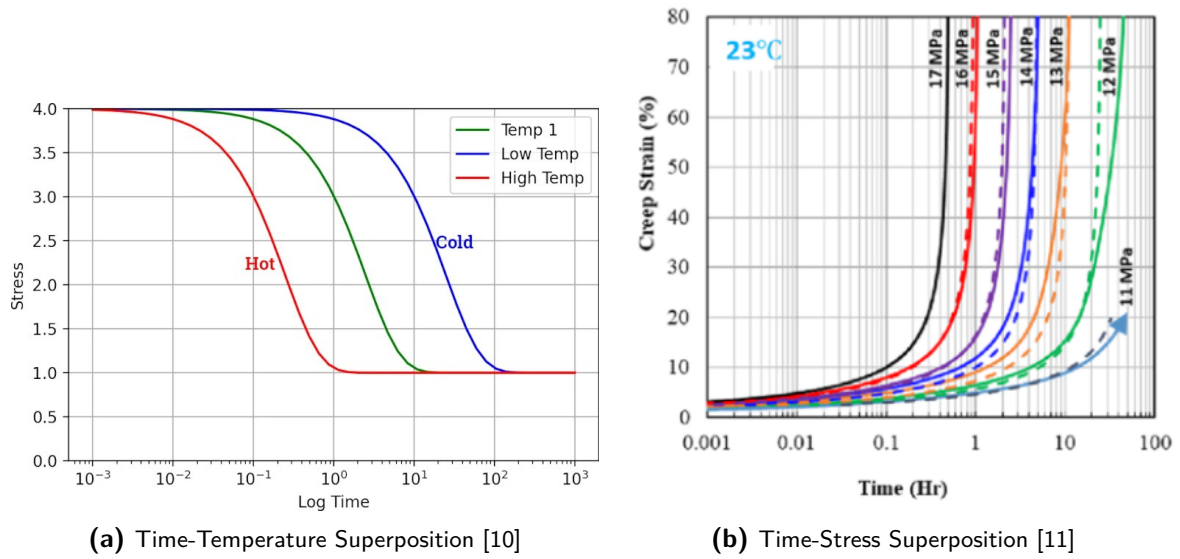 4.0
3.5
3.0
2.5
2.0
1.5
1.0
0.5
0.0
Stress
Temp 1
Low Temp
High Temp
Hot
Cold
10⁻³ 10⁻² 10⁻¹ 10⁰ 10¹ 10² 10³
Log Time
(a) Time-Temperature Superposition [10]
80
70
60
50
40
30
20
10
0
Creep Strain (%)
23℃
17 MPa
16 MPa
15 MPa
14 MPa
13 MPa
12 MPa
11 MPa
0.001 0.01 0.1 1 10 100
Time (Hr)
(b) Time-Stress Superposition [11]